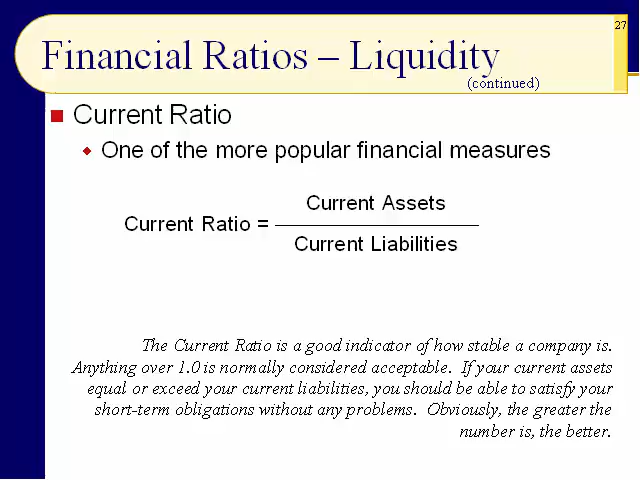 27
Financial Ratios – Liquidity
(continued)
Current Ratio
One of the more popular financial measures
Current Assets
Current Ratio =
Current Liabilities
The Current Ratio is a good indicator of how stable a company is.
Anything over 1.0 is normally considered acceptable.  If your current assets
equal or exceed your current liabilities, you should be able to satisfy your
short-term obligations without any problems.  Obviously, the greater the
number is, the better.